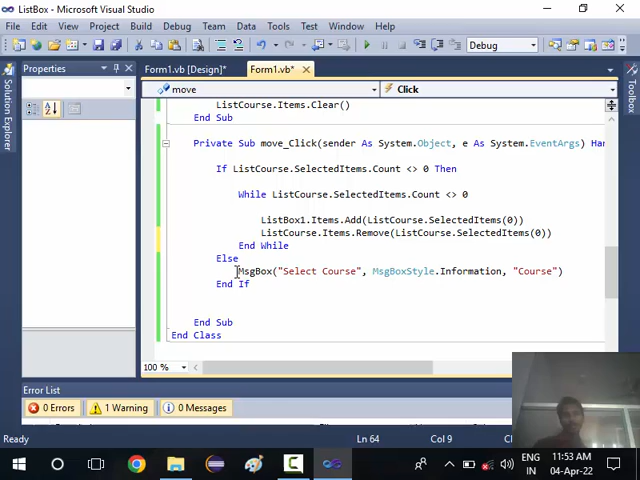 ListBox - Microsoft Visual Studio
File Edit View Project Build Debug Team Data Tools Test Window Help
Debug
Properties
Form1.vb [Design]* Form1.vb*
move Click
Solution Explorer
Toolbox
ListCourse.Items.Clear()
End Sub
Private Sub move_Click(sender As System.Object, e As System.EventArgs) Han
If ListCourse.SelectedItems.Count <> 0 Then
While ListCourse.SelectedItems.Count <> 0
ListBox1.Items.Add(ListCourse.SelectedItems(0))
ListCourse.Items.Remove(ListCourse.SelectedItems(0))
End While
Else
MsgBox("Select Course", MsgBoxStyle.Information, "Course")
End If
End Sub
End Class
100 %
Error List
0 Errors 1 Warning 0 Messages
Ready Ln 64 Col 9
ENG 11:53 AM
IN 04-Apr-22